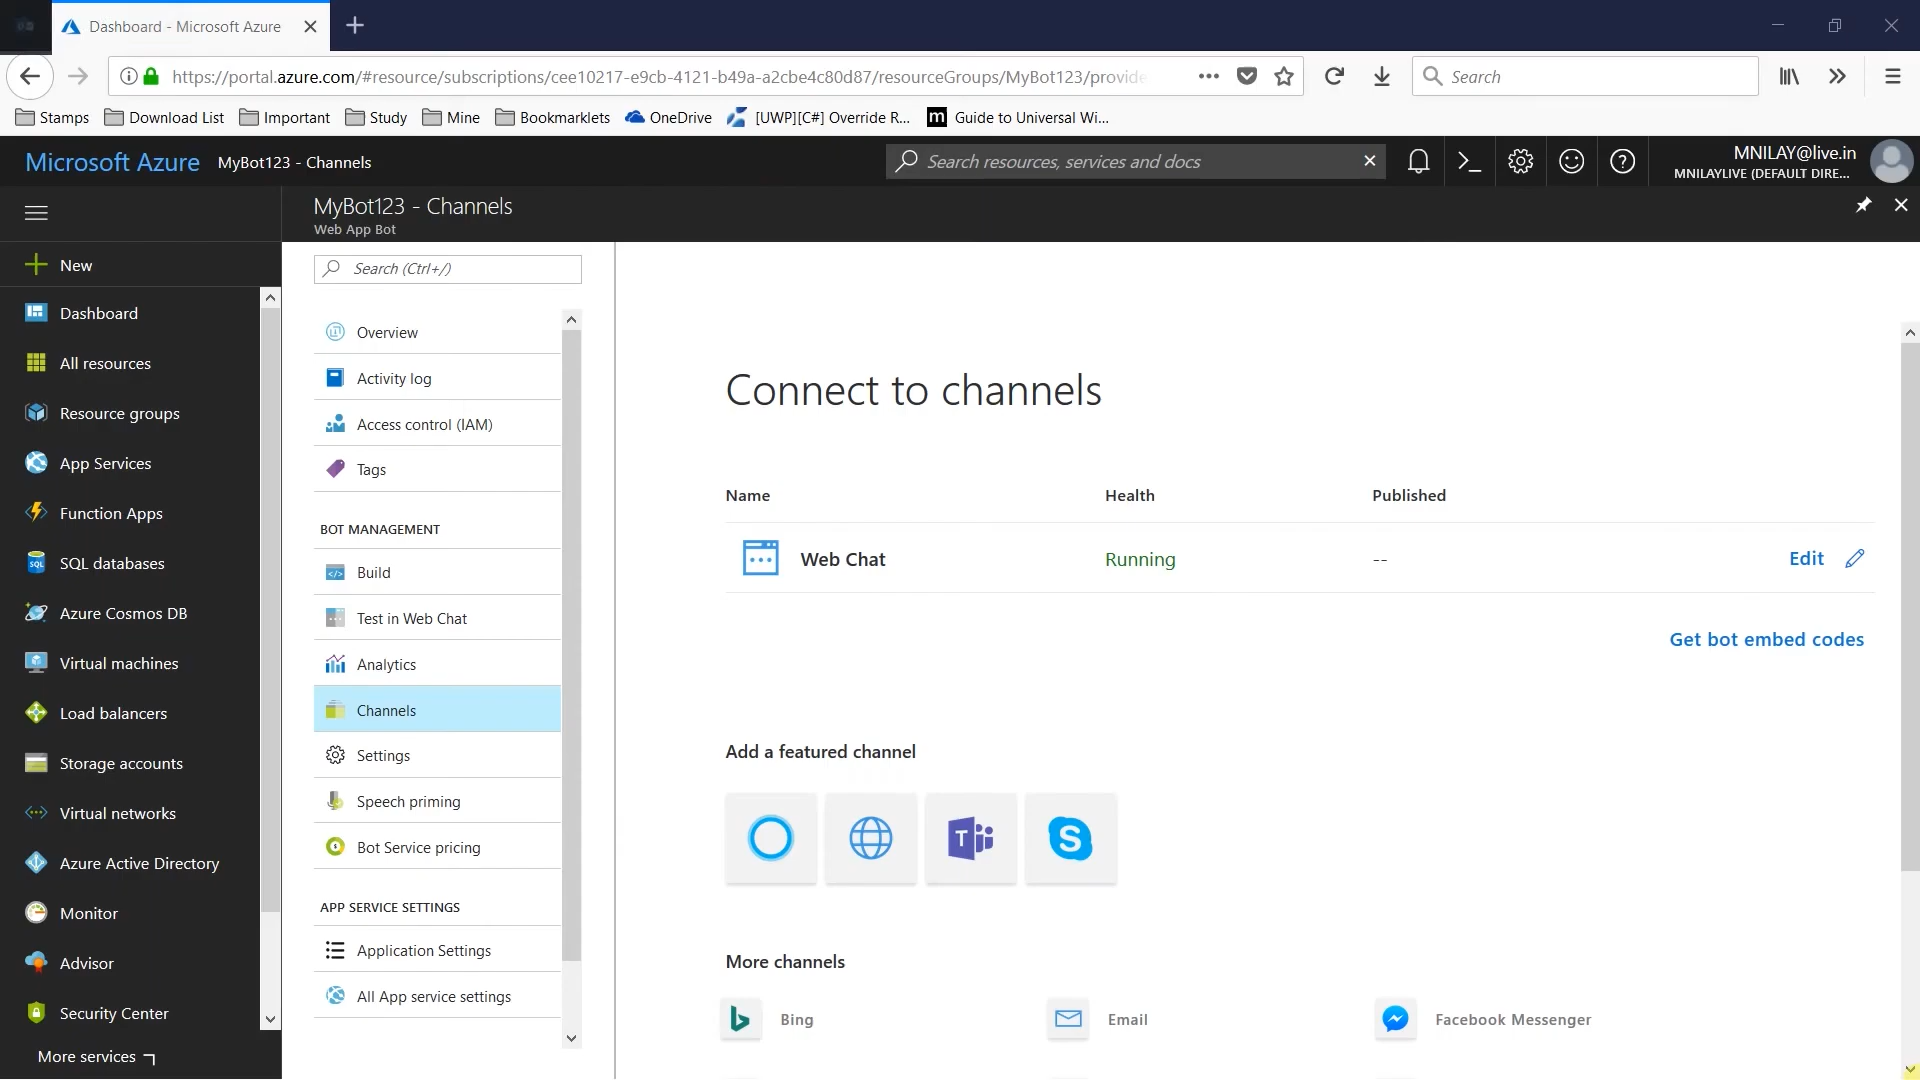 Dashboard - Microsoft Azure
https://portal.azure.com/#resource/subscriptions/cee10217-e9cb-4121-b49a-a2cbe4c80d87/resourceGroups/MyBot123/provide
Search
Stamps
Download List
Important
Study
Mine
Bookmarklets
OneDrive
[UWP][C#] Override R...
m
Guide to Universal Wi...
Microsoft Azure
MyBot123 - Channels
Search resources, services and docs
MNILAY@live.in
MNILAYLIVE (DEFAULT DIRE...
MyBot123 - Channels
Web App Bot
New
Dashboard
All resources
Resource groups
App Services
Function Apps
SQL databases
Azure Cosmos DB
Virtual machines
Load balancers
Storage accounts
Virtual networks
Azure Active Directory
Monitor
Advisor
Security Center
More services
Search (Ctrl+/)
Overview
Activity log
Access control (IAM)
Tags
BOT MANAGEMENT
Build
Test in Web Chat
Analytics
Channels
Settings
Speech priming
Bot Service pricing
APP SERVICE SETTINGS
Application Settings
All App service settings
Connect to channels
Name Health Published
Web Chat Running -- Edit
Get bot embed codes
Add a featured channel
More channels
Bing
Email
Facebook Messenger